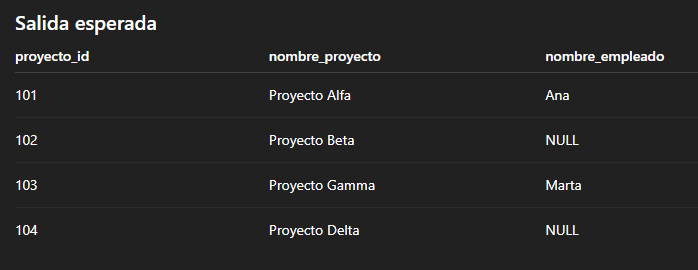 Salida esperada
proyecto_id nombre_proyecto nombre_empleado
101 Proyecto Alfa Ana
102 Proyecto Beta NULL
103 Proyecto Gamma Marta
104 Proyecto Delta NULL